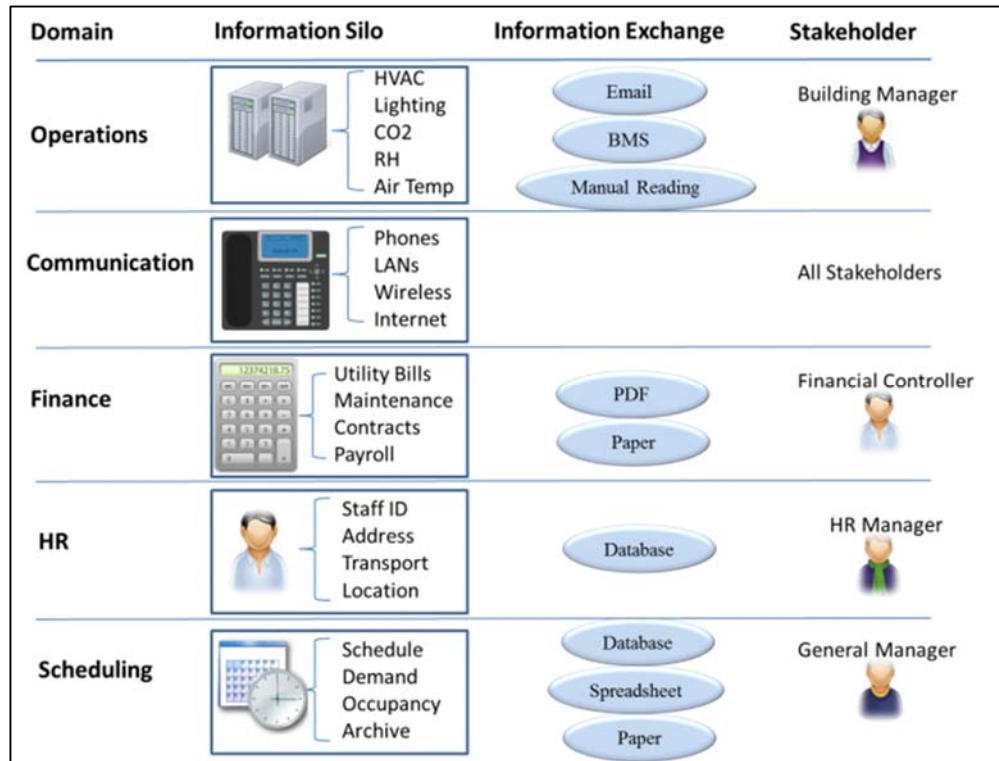 Domain Information Silo Information Exchange Stakeholder
Operations
HVAC
Lighting
CO2
RH
Air Temp
Email
BMS
Manual Reading
Building Manager
Communication
Phones
LANs
Wireless
Internet
All Stakeholders
Finance
12374218.75
Utility Bills
Maintenance
Contracts
Payroll
PDF
Paper
Financial Controller
HR
Staff ID
Address
Transport
Location
Database
HR Manager
Scheduling
Schedule
Demand
Occupancy
Archive
Database
Spreadsheet
Paper
General Manager